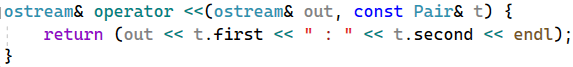 ostream& operator <<(ostream& out, const Pair& t) {
    return (out << t.first << " : " << t.second << endl);
}